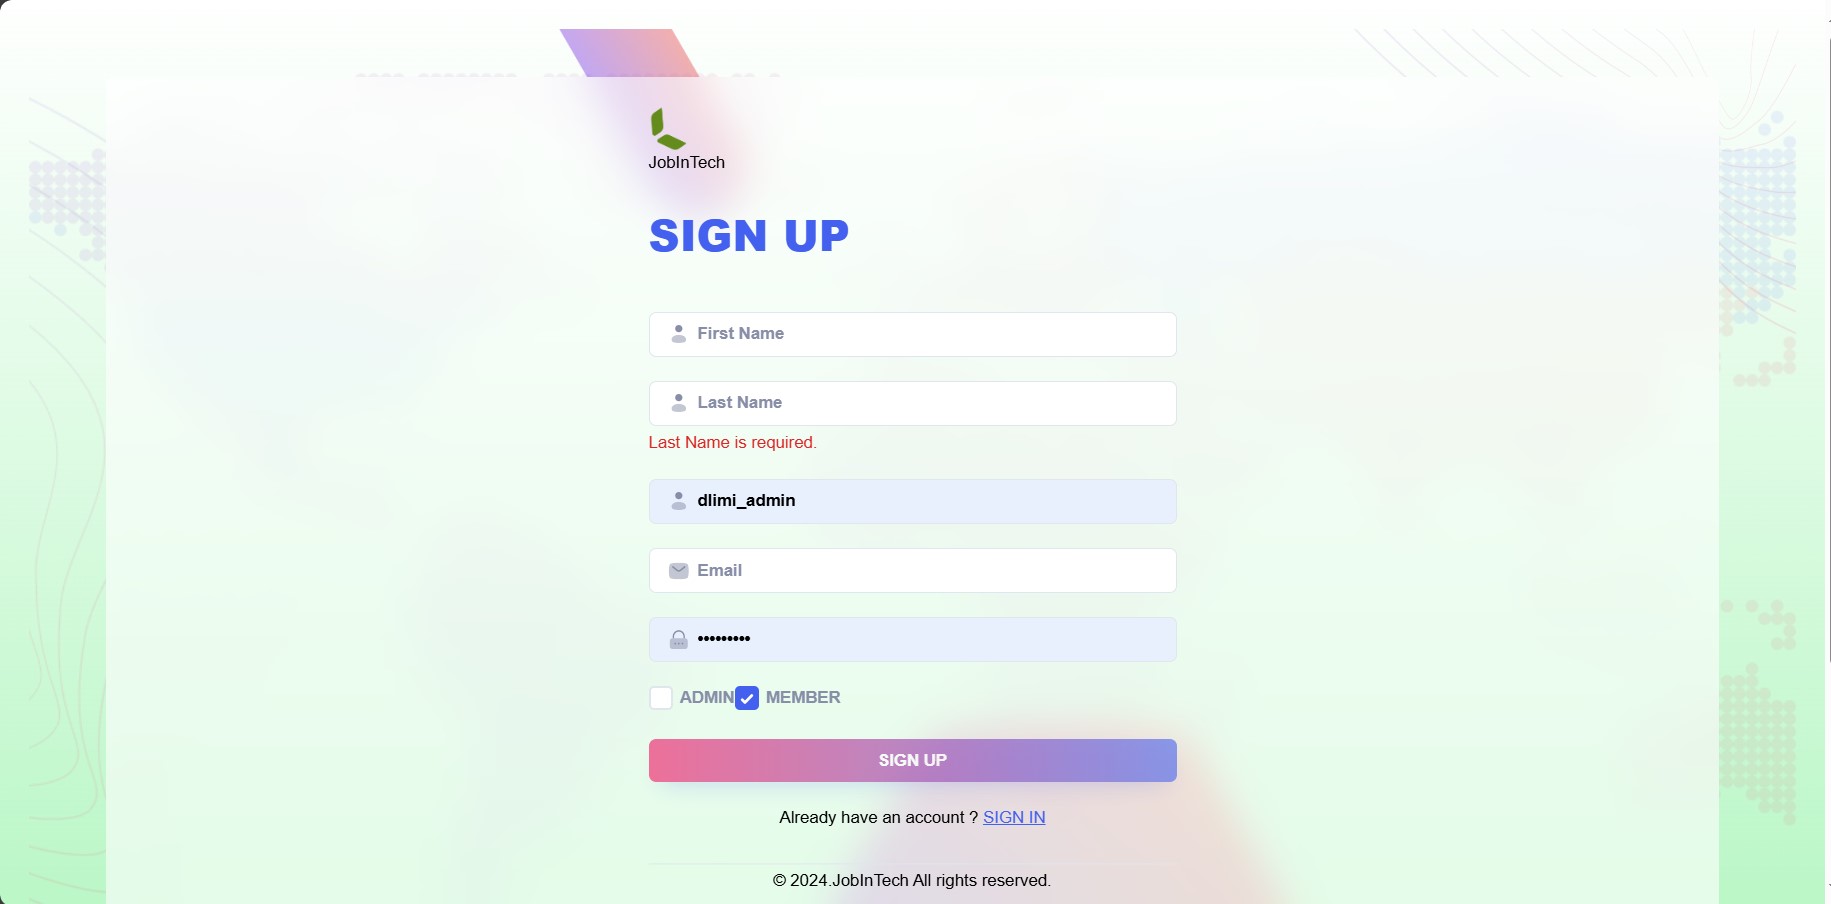 JobInTech
SIGN UP
First Name
Last Name
Last Name is required.
dlimi_admin
Email
•••••••••
ADMIN MEMBER
SIGN UP
Already have an account ? SIGN IN
© 2024.JobInTech All rights reserved.